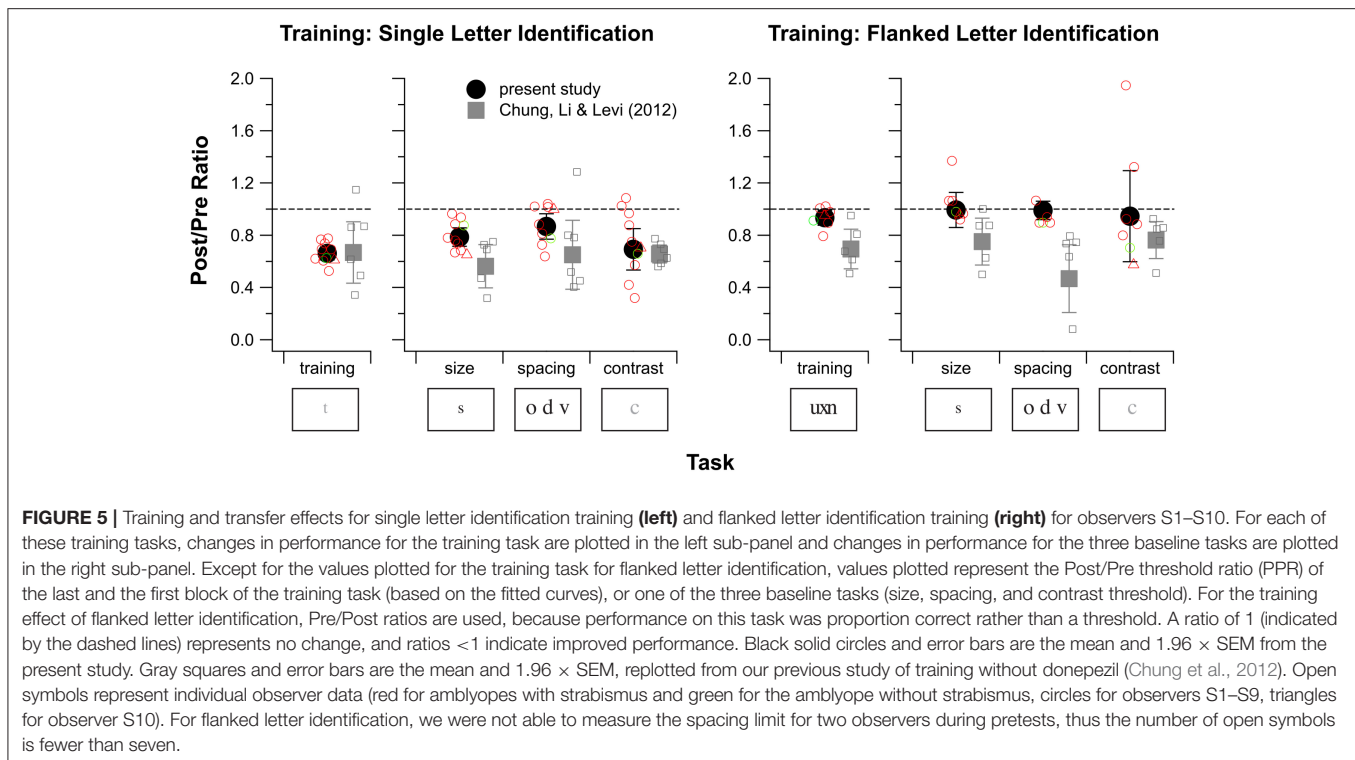 Training: Single Letter Identification
Training: Flanked Letter Identification
present study
Chung, Li & Levi (2012)
Post/Pre Ratio
2.0
1.6
1.2
0.8
0.4
0.0
2.0
1.6
1.2
0.8
0.4
0.0
training
size spacing contrast
training
size spacing contrast
t
s
o d v
c
uxn
s
o d v
c
Task
FIGURE 5 | Training and transfer effects for single letter identification training (left) and flanked letter identification training (right) for observers S1–S10. For each of
these training tasks, changes in performance for the training task are plotted in the left sub-panel and changes in performance for the three baseline tasks are plotted
in the right sub-panel. Except for the values plotted for the training task for flanked letter identification, values plotted represent the Post/Pre threshold ratio (PPR) of
the last and the first block of the training task (based on the fitted curves), or one of the three baseline tasks (size, spacing, and contrast threshold). For the training
effect of flanked letter identification, Pre/Post ratios are used, because performance on this task was proportion correct rather than a threshold. A ratio of 1 (indicated
by the dashed lines) represents no change, and ratios <1 indicate improved performance. Black solid circles and error bars are the mean and 1.96 × SEM from the
present study. Gray squares and error bars are the mean and 1.96 × SEM, replotted from our previous study of training without donepezil (Chung et al., 2012). Open
symbols represent individual observer data (red for amblyopes with strabismus and green for the amblyope without strabismus, circles for observers S1–S9, triangles
for observer S10). For flanked letter identification, we were not able to measure the spacing limit for two observers during pretests, thus the number of open symbols
is fewer than seven.